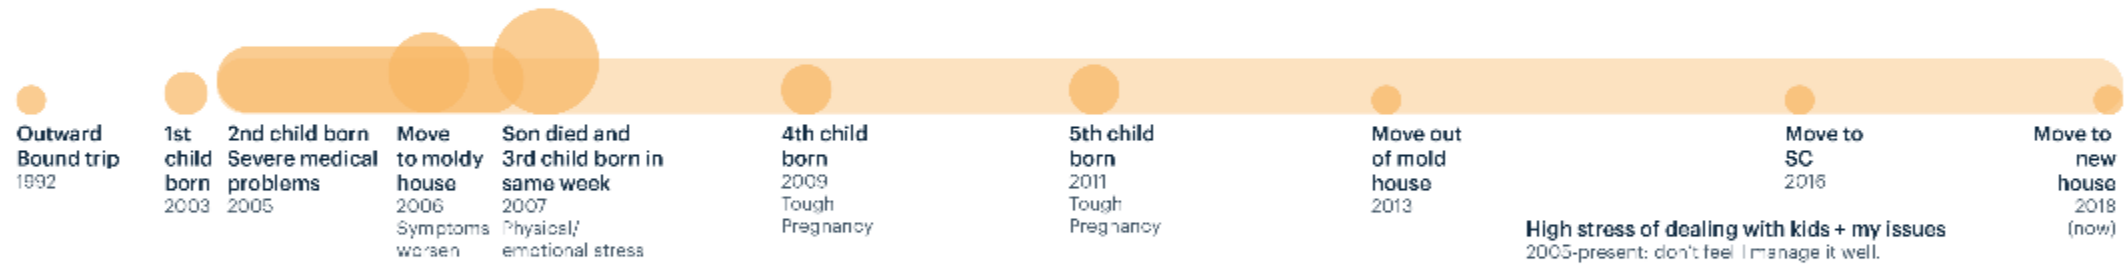 Outward
Bound trip
1992
1st
child
born
2003
2nd child born
Severe medical
problems
2005
Move
to moldy
house
2006
Symptoms
worsen
Son died and
3rd child born in
same week
2007
Physical/
emotional stress
4th child
born
2009
Tough
Pregnancy
5th child
born
2011
Tough
Pregnancy
Move out
of mold
house
2013
High stress of dealing with kids + my issues
2005-present: don't feel I manage it well.
Move to
SC
2016
Move to
new
house
2018
(now)